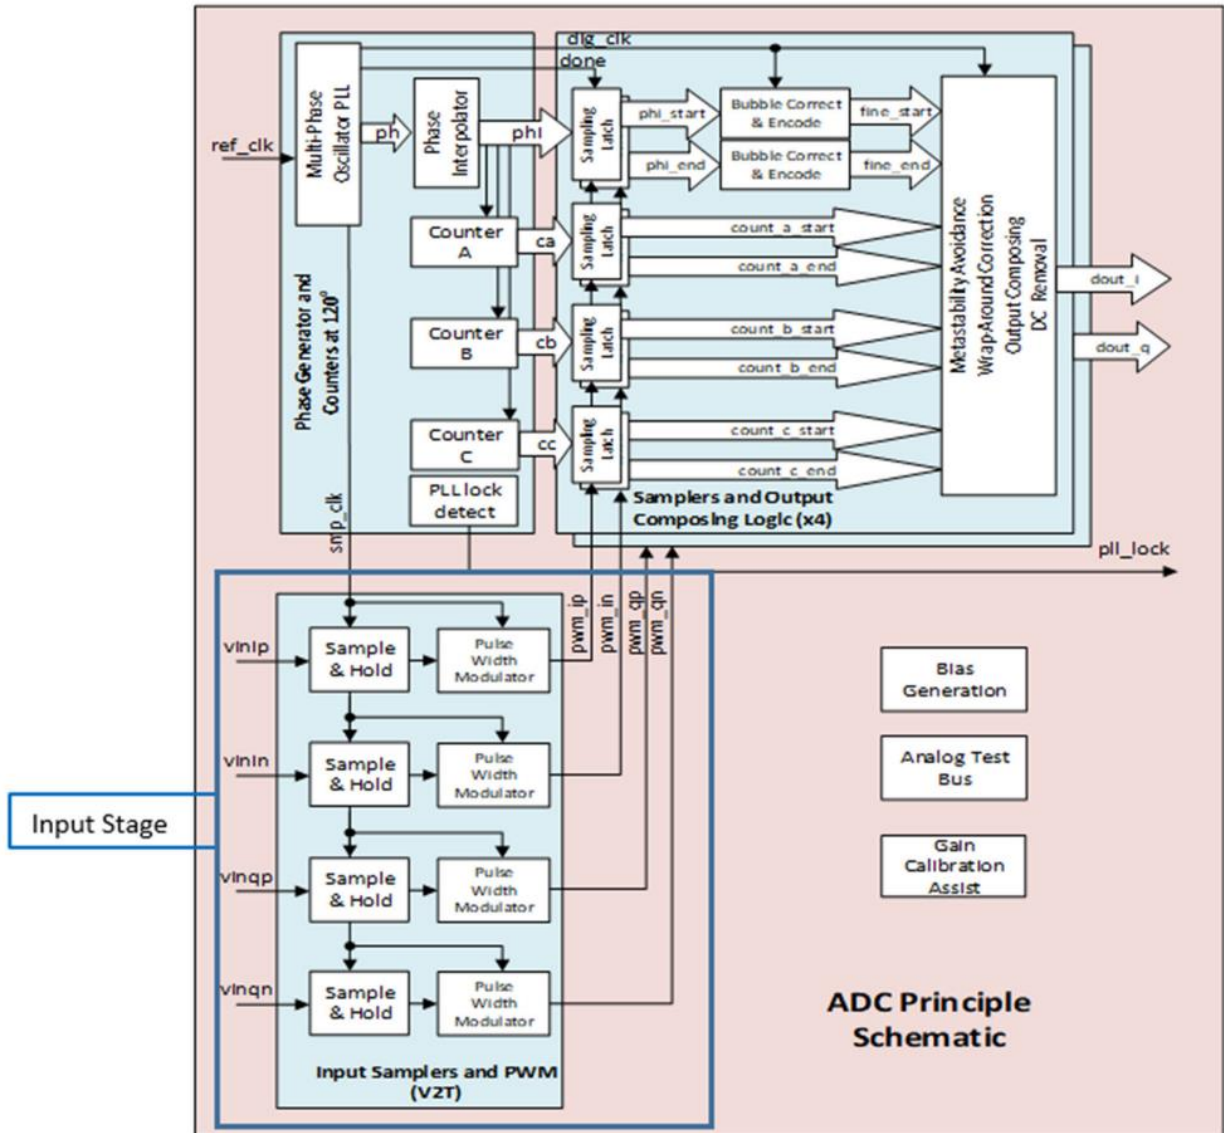 dig_clk
done
Multi-Phase
Oscillator PLL
ph
Phase
Interpolator
phi
Sampling
Latch
phi_start
Bubble Correct
& Encode
fine_start
phi_end
Bubble Correct
& Encode
fine_end
ref_clk
Counter
A
ca
Sampling
Latch
count_a_start
count_a_end
Counter
B
cb
Sampling
Latch
count_b_start
count_b_end
Counter
C
cc
Sampling
Latch
count_c_start
count_c_end
Metastability Avoidance
Wrap-Around Correction
Output Composing
DC Removal
dout_i
dout_q
Phase Generator and
Counters at 120°
PLL lock
detect
Samplers and Output
Composing Logic (x4)
smp_clk
pll_lock
pwm_ip
pwm_in
pwm_qp
pwm_qn
vinip
Sample
& Hold
Pulse
Width
Modulator
vinin
Sample
& Hold
Pulse
Width
Modulator
vinqp
Sample
& Hold
Pulse
Width
Modulator
vinqn
Sample
& Hold
Pulse
Width
Modulator
Input Samplers and PWM
(V2T)
Input Stage
Bias
Generation
Analog Test
Bus
Gain
Calibration
Assist
ADC Principle
Schematic